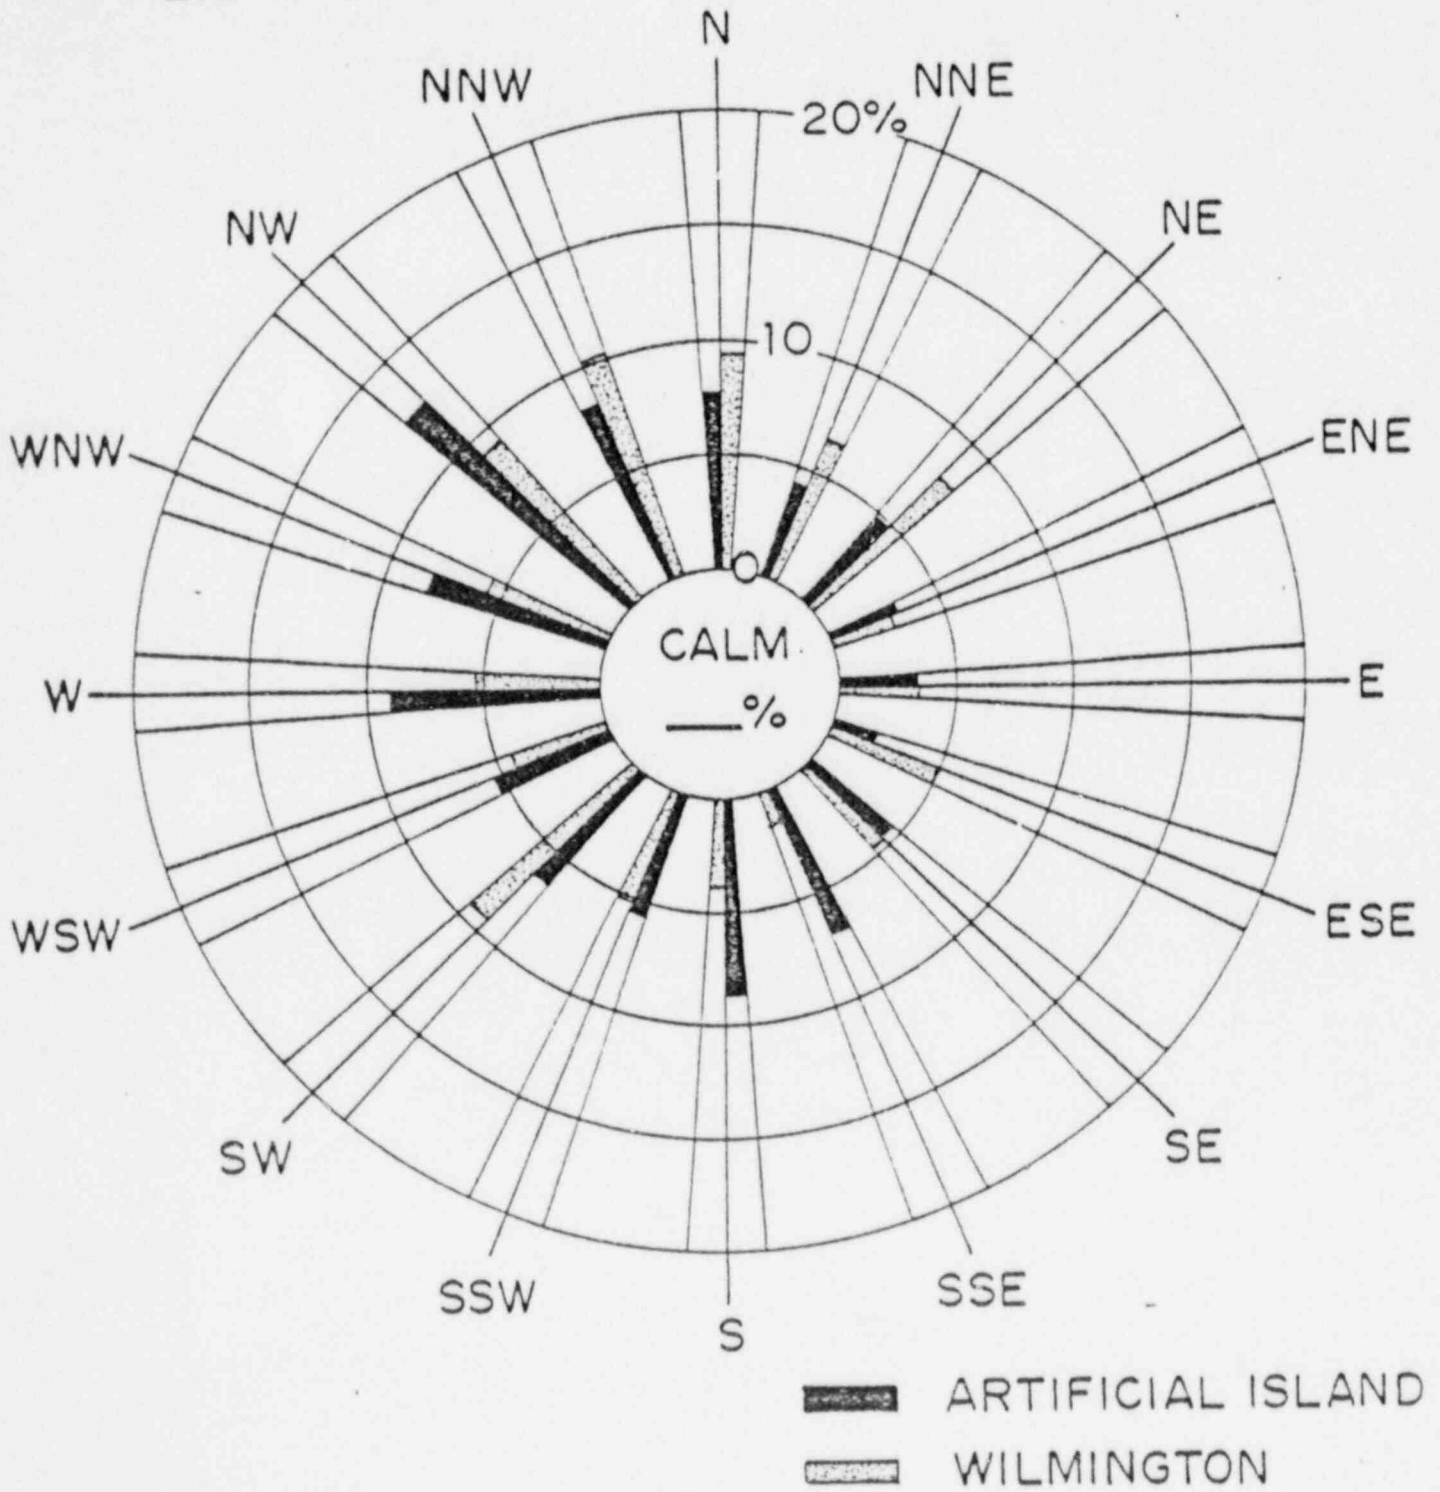 N
NNW
NNE
20%
NW
NE
10
WNW
ENE
0
CALM
W
__%
E
WSW
ESE
SW
SE
SSW
SSE
S
ARTIFICIAL ISLAND
WILMINGTON